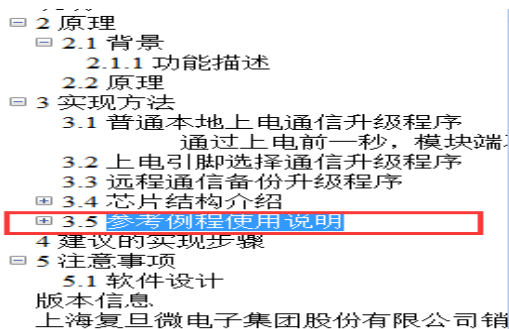 2 原理
2.1 背景
2.1.1 功能描述
2.2 原理
3 实现方法
3.1 普通本地上电通信升级程序
通过上电前一秒，模块端
3.2 上电引脚选择通信升级程序
3.3 远程通信备份升级程序
3.4 芯片结构介绍
3.5 参考例程使用说明
4 建议的实现步骤
5 注意事项
5.1 软件设计
版本信息
上海复旦微电子集团股份有限公司销